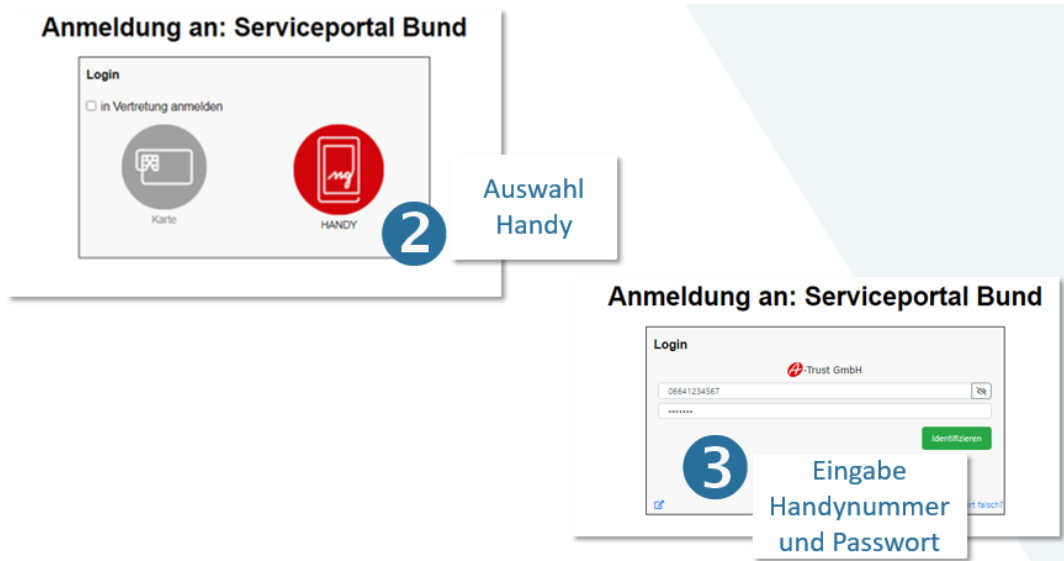 Anmeldung an: Serviceportal Bund
Login
in Vertretung anmelden
Karte
HANDY
2
Auswahl
Handy
Anmeldung an: Serviceportal Bund
Login
A-Trust GmbH
06641234567
•••••••
Identifizieren
3
Eingabe
Handynummer
und Passwort
falsch?